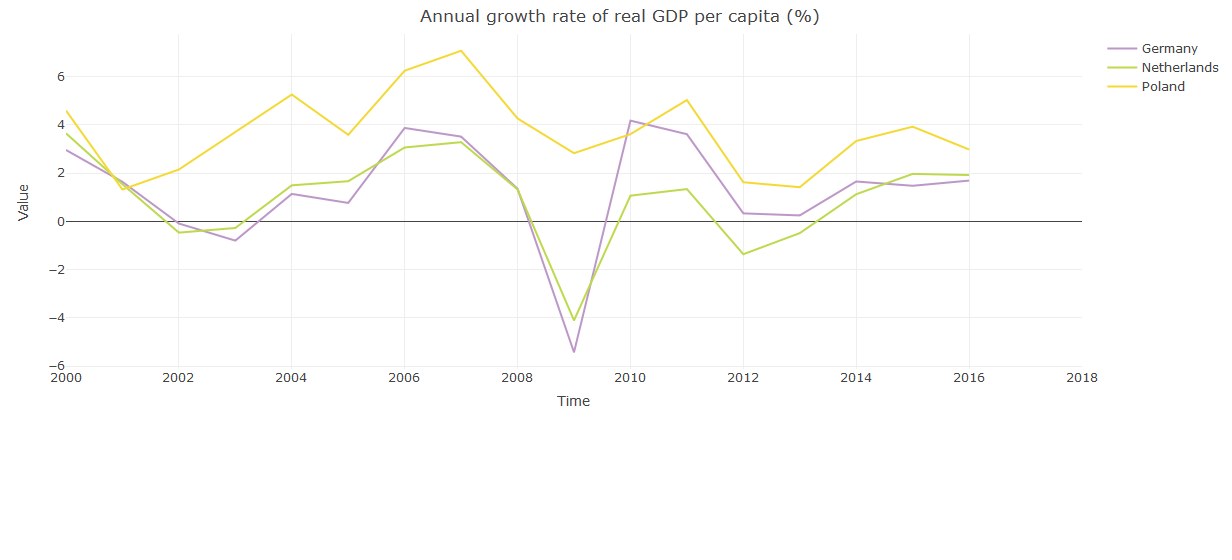 Annual growth rate of real GDP per capita (%)
Germany
Netherlands
Poland
Value
6
4
2
0
−2
−4
−6
2000 2002 2004 2006 2008 2010 2012 2014 2016 2018
Time